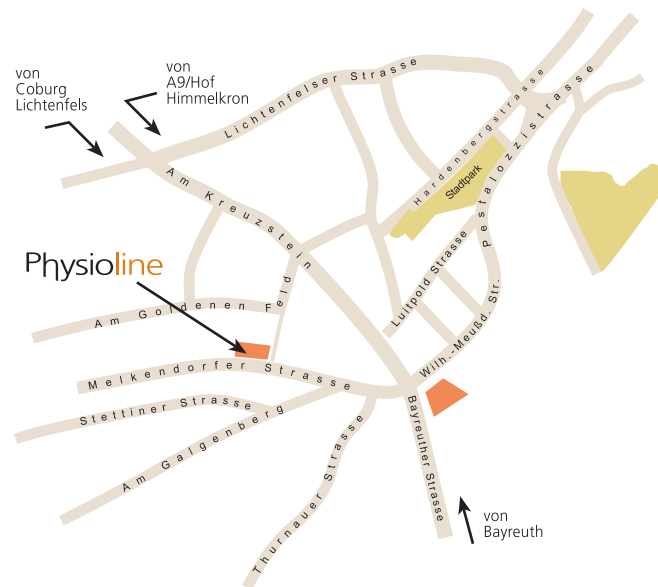 von
Coburg
Lichtenfels
von
A9/Hof
Himmelkron
Lichtenfelser Strasse
Hardenbergstrasse
Pestalozzistrasse
Stadtpark
Am Kreuzstein
Luitpold Strasse
Physioline
Am Goldenen Feld
Wilh.-Meußd. Str.
Melkendorfer Strasse
Stettiner Strasse
Am Galgenberg
Bayreuther Strasse
Thurnauer Strasse
von
Bayreuth